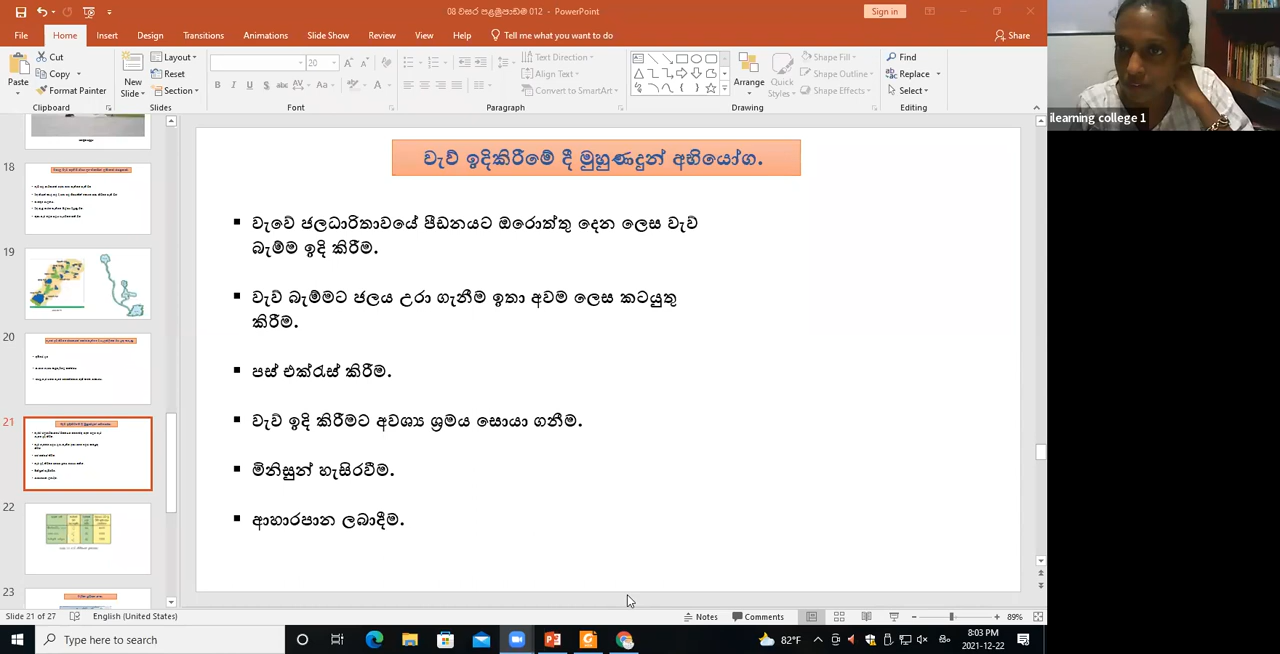 08 වසර පළමුපාඩම 012 - PowerPoint
Sign in
File Home Insert Design Transitions Animations Slide Show Review View Help Tell me what you want to do Share
Cut
Copy
Format Painter
Paste
Clipboard
New Slide
Layout
Reset
Section
Slides
20
B I U S abc AV Aa A
Font
Paragraph
Text Direction
Align Text
Convert to SmartArt
Arrange
Quick Styles
Shape Fill
Shape Outline
Shape Effects
Drawing
Find
Replace
Select
Editing
ilearning college 1
18
19
20
21
22
23
වැව් ඉදිකිරීමේ දී මුහුණදුන් අභියෝග.
වැවේ ජලධාරිතාවයේ පීඩනයට ඔරොත්තු දෙන ලෙස වැව්
බැම්ම ඉදි කිරීම.
වැව් බැම්මට ජලය උරා ගැනීම ඉතා අවම ලෙස කටයුතු
කිරීම.
පස් එක්රැස් කිරීම.
වැව ඉදි කිරීමට අවශ්‍ය ශ්‍රමය සොයා ගනීම.
මිනිසුන් හැසිරවීම.
ආහාරපාන ලබාදීම.
Slide 21 of 27 English (United States) Notes Comments 89%
Type here to search
82°F
8:03 PM
2021-12-22